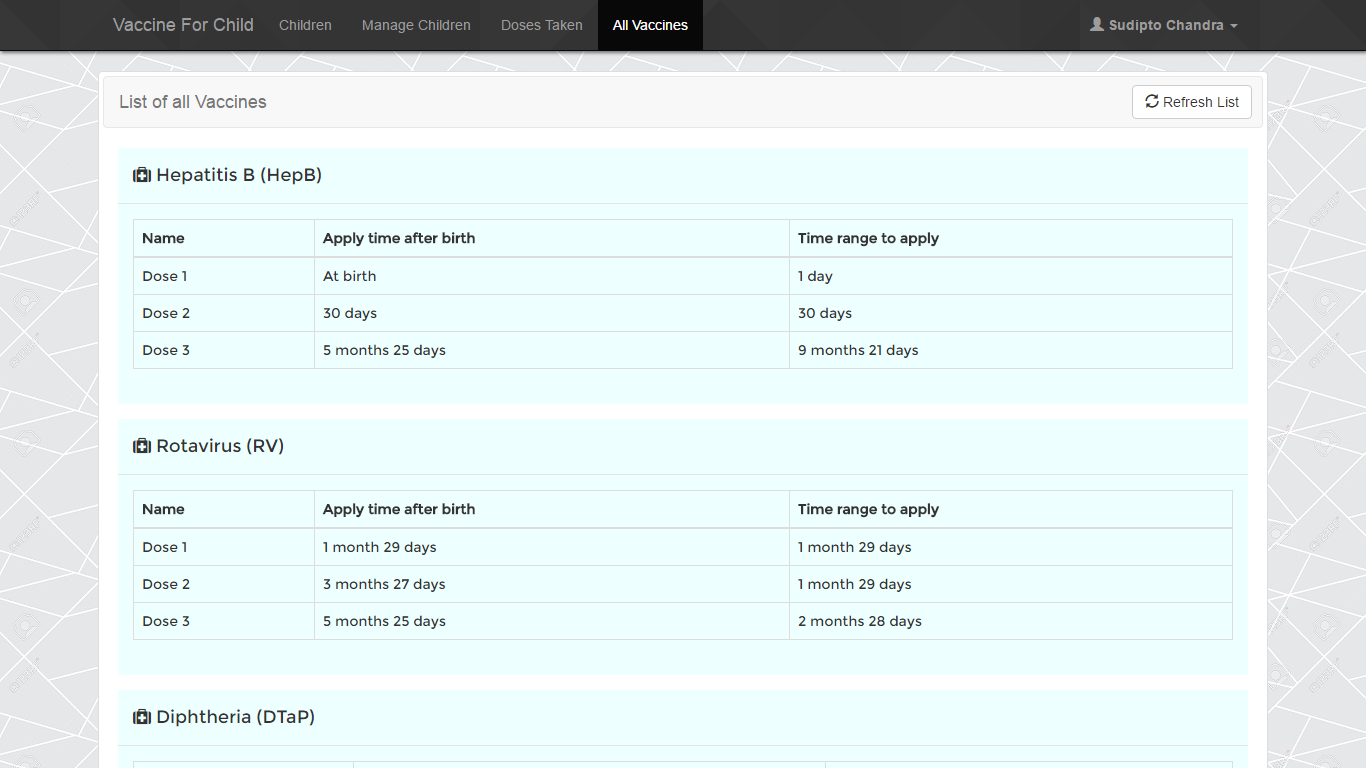 Vaccine For Child Children Manage Children Doses Taken All Vaccines Sudipto Chandra
List of all Vaccines Refresh List
Hepatitis B (HepB)
Name Apply time after birth Time range to apply
Dose 1 At birth 1 day
Dose 2 30 days 30 days
Dose 3 5 months 25 days 9 months 21 days
Rotavirus (RV)
Name Apply time after birth Time range to apply
Dose 1 1 month 29 days 1 month 29 days
Dose 2 3 months 27 days 1 month 29 days
Dose 3 5 months 25 days 2 months 28 days
Diphtheria (DTaP)